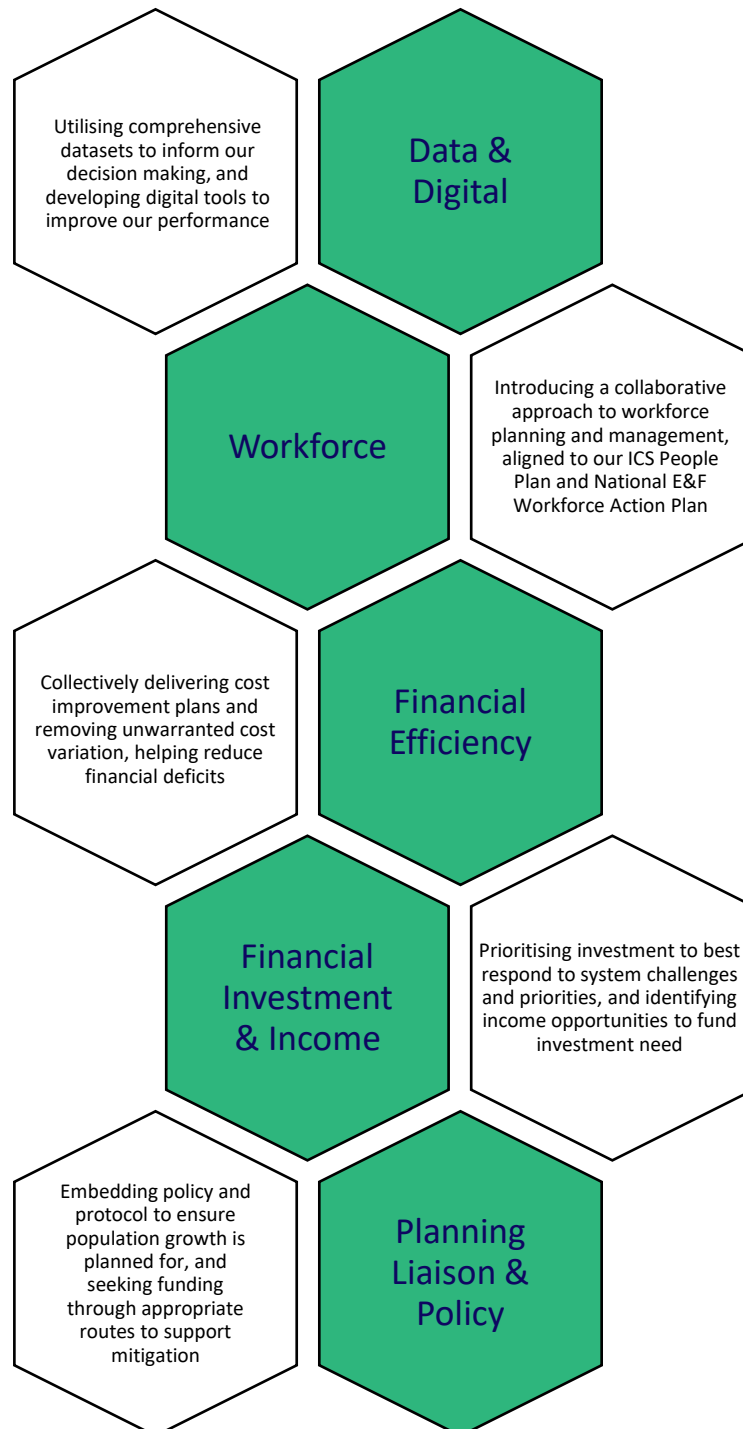 Utilising comprehensive
datasets to inform our
decision making, and
developing digital tools to
improve our performance
Data &
Digital
Workforce
Introducing a collaborative
approach to workforce
planning and management,
aligned to our ICS People
Plan and National E&F
Workforce Action Plan
Collectively delivering cost
improvement plans and
removing unwarranted cost
variation, helping reduce
financial deficits
Financial
Efficiency
Financial
Investment
& Income
Prioritising investment to best
respond to system challenges
and priorities, and identifying
income opportunities to fund
investment need
Embedding policy and
protocol to ensure
population growth is
planned for, and
seeking funding
through appropriate
routes to support
mitigation
Planning
Liaison &
Policy